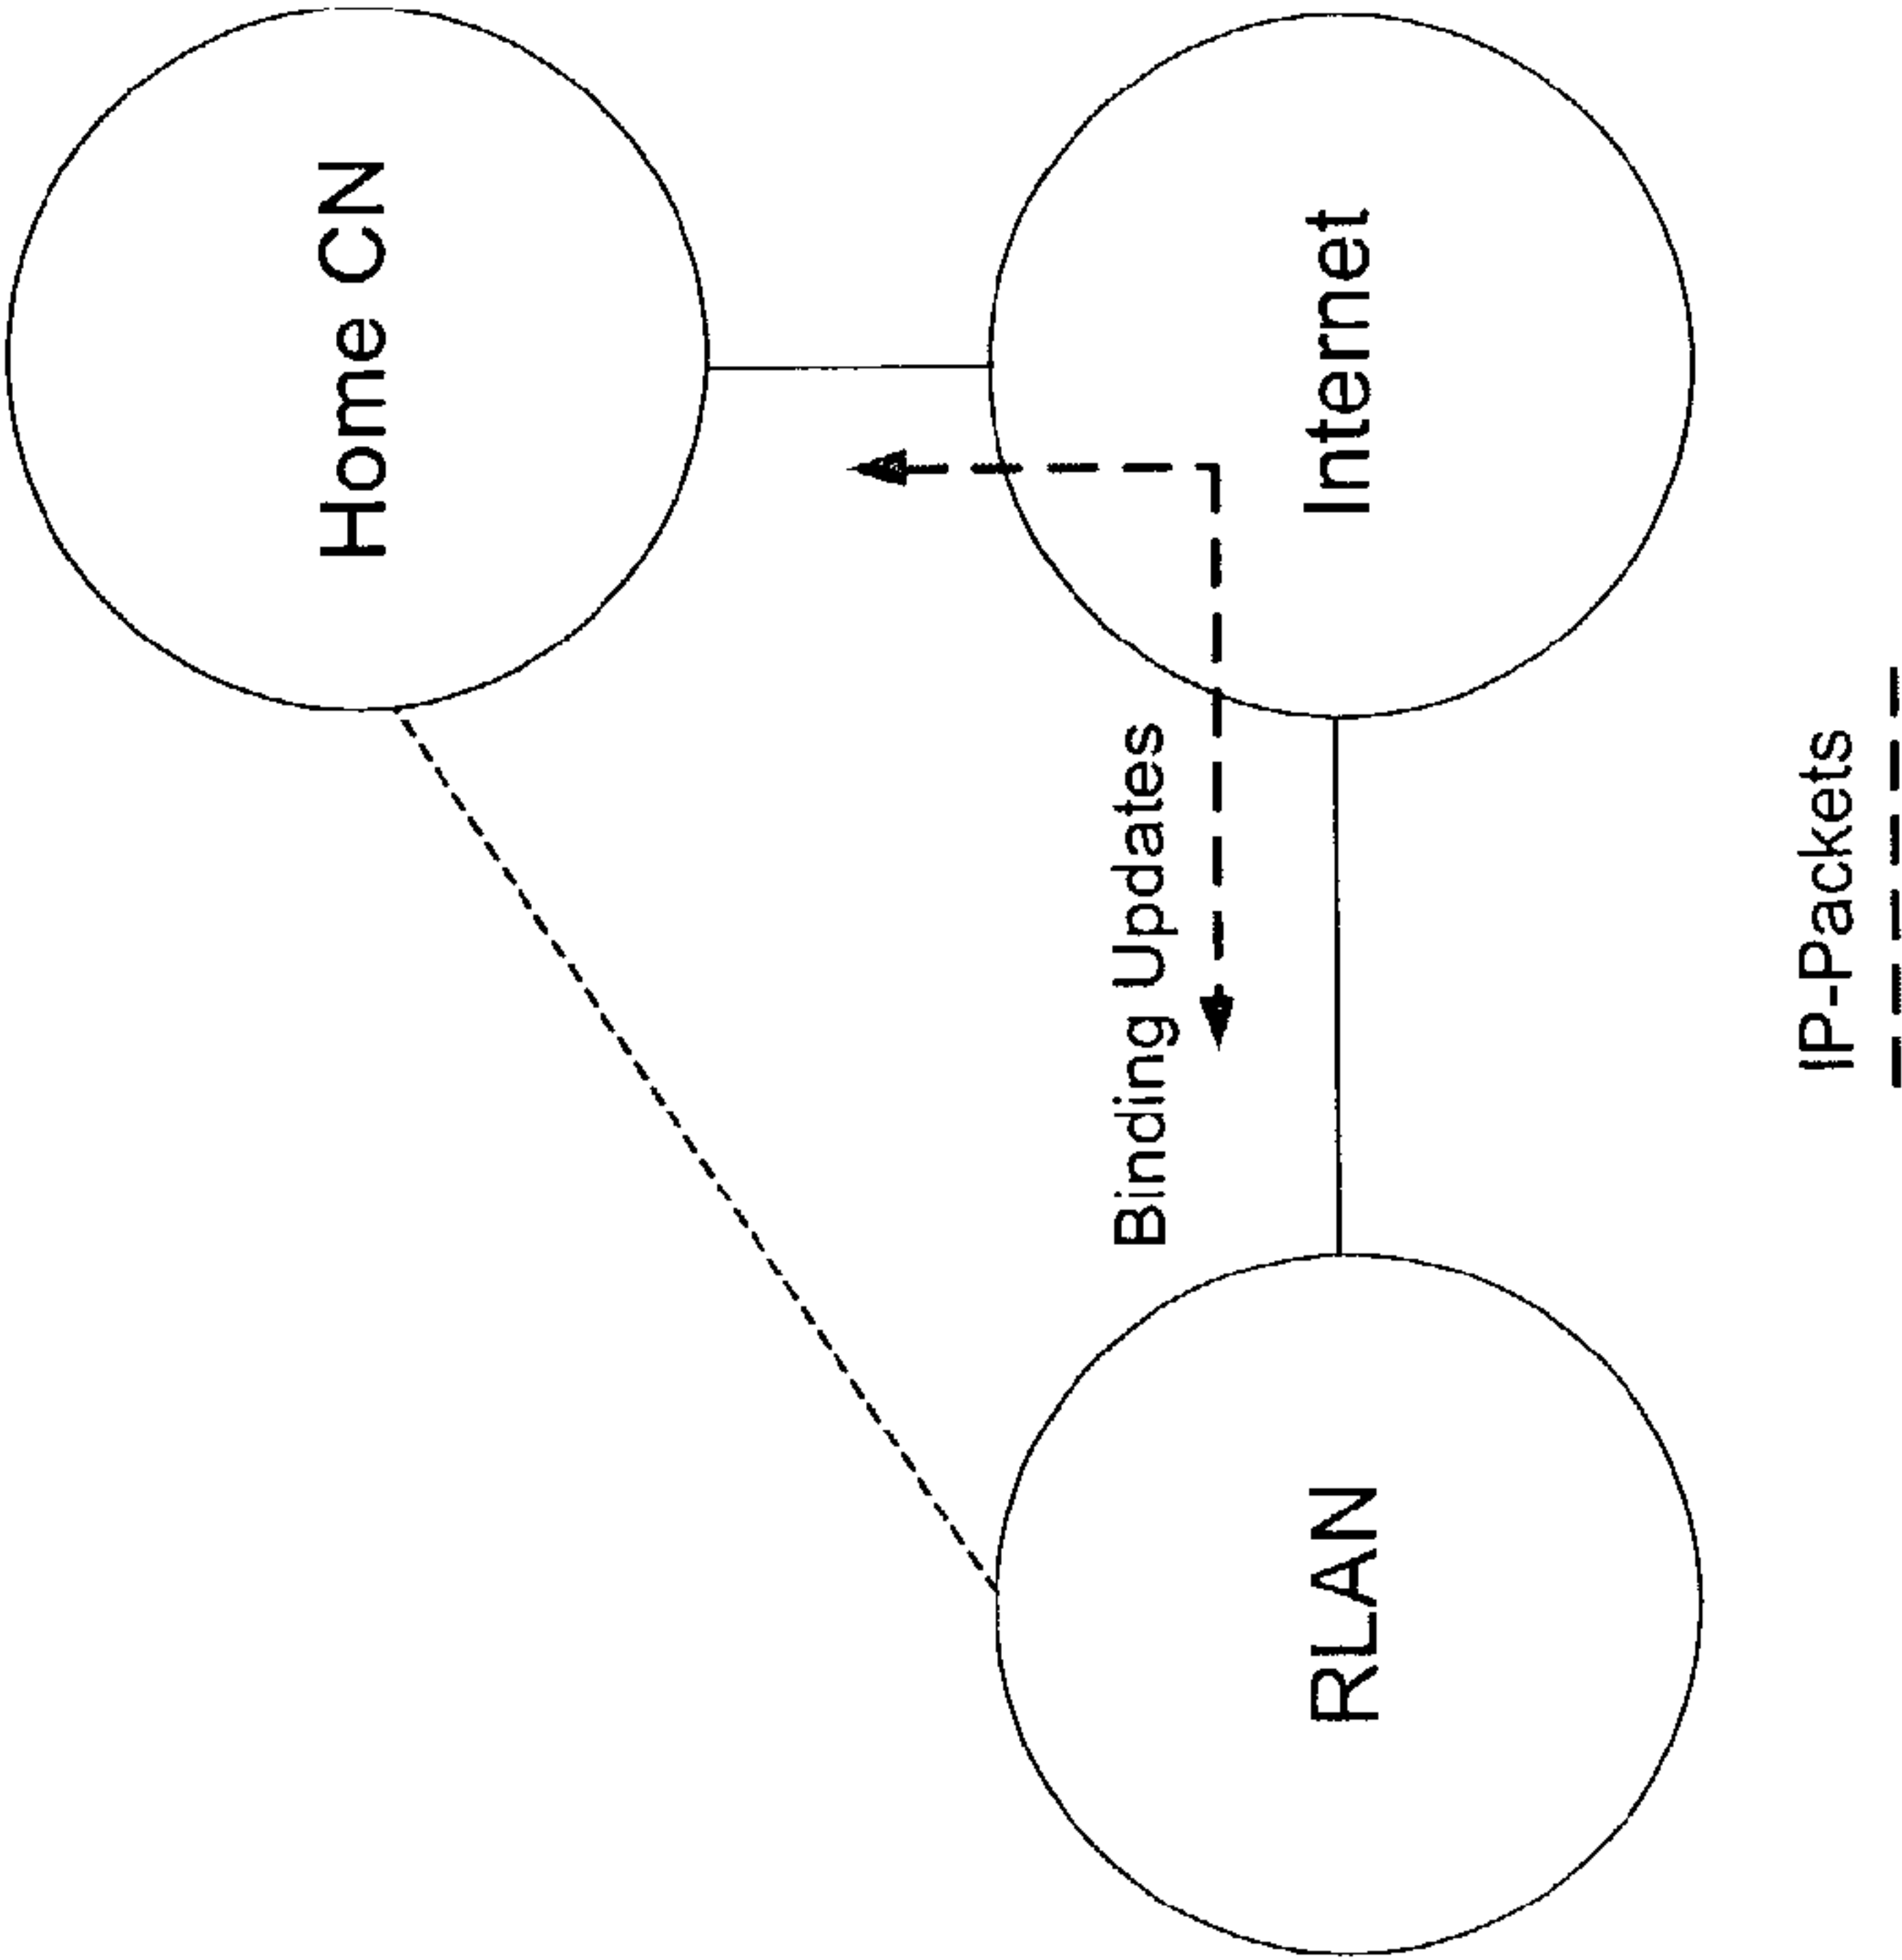 Home CN
Binding Updates
RLAN
Internet
IP-Packets